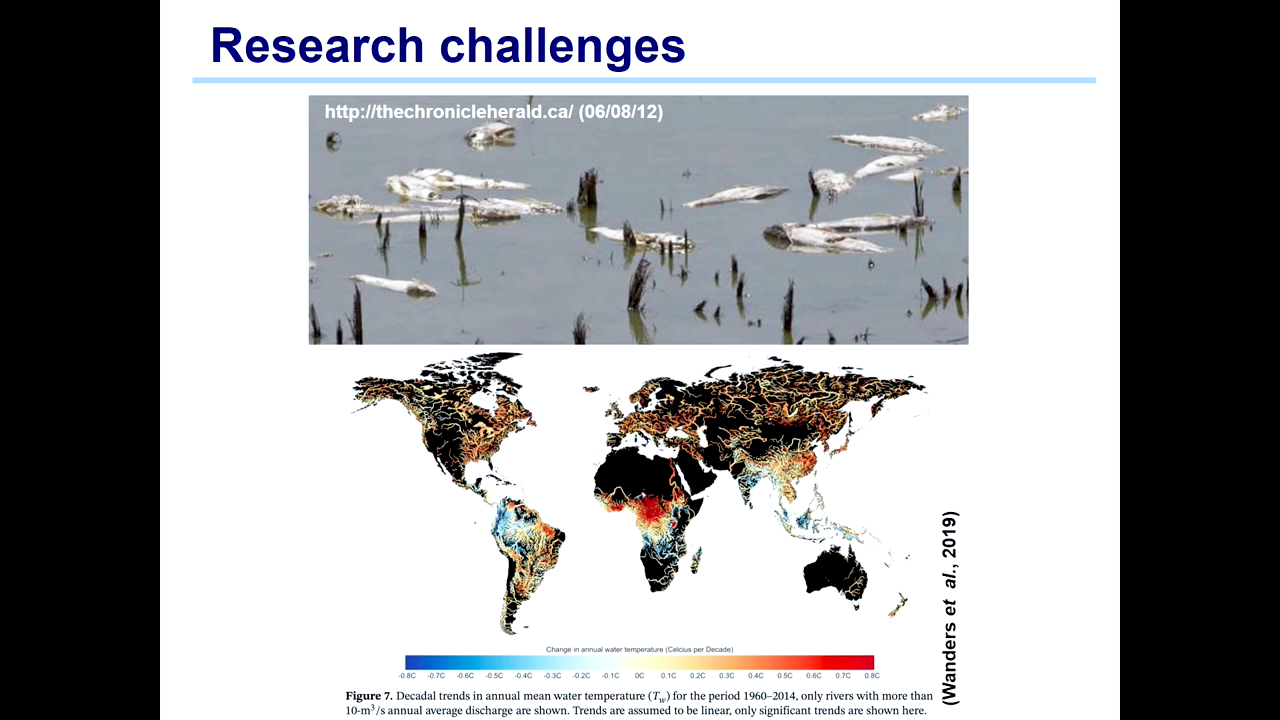 Research challenges
http://thechronicleherald.ca/ (06/08/12)
(Wanders et al., 2019)
Change in annual water temperature (Celcius per Decade)
-0.8C -0.7C -0.6C -0.5C -0.4C -0.3C -0.2C -0.1C 0C 0.1C 0.2C 0.3C 0.4C 0.5C 0.6C 0.7C 0.8C
Figure 7. Decadal trends in annual mean water temperature (Tw) for the period 1960–2014, only rivers with more than
10-m³/s annual average discharge are shown. Trends are assumed to be linear, only significant trends are shown here.